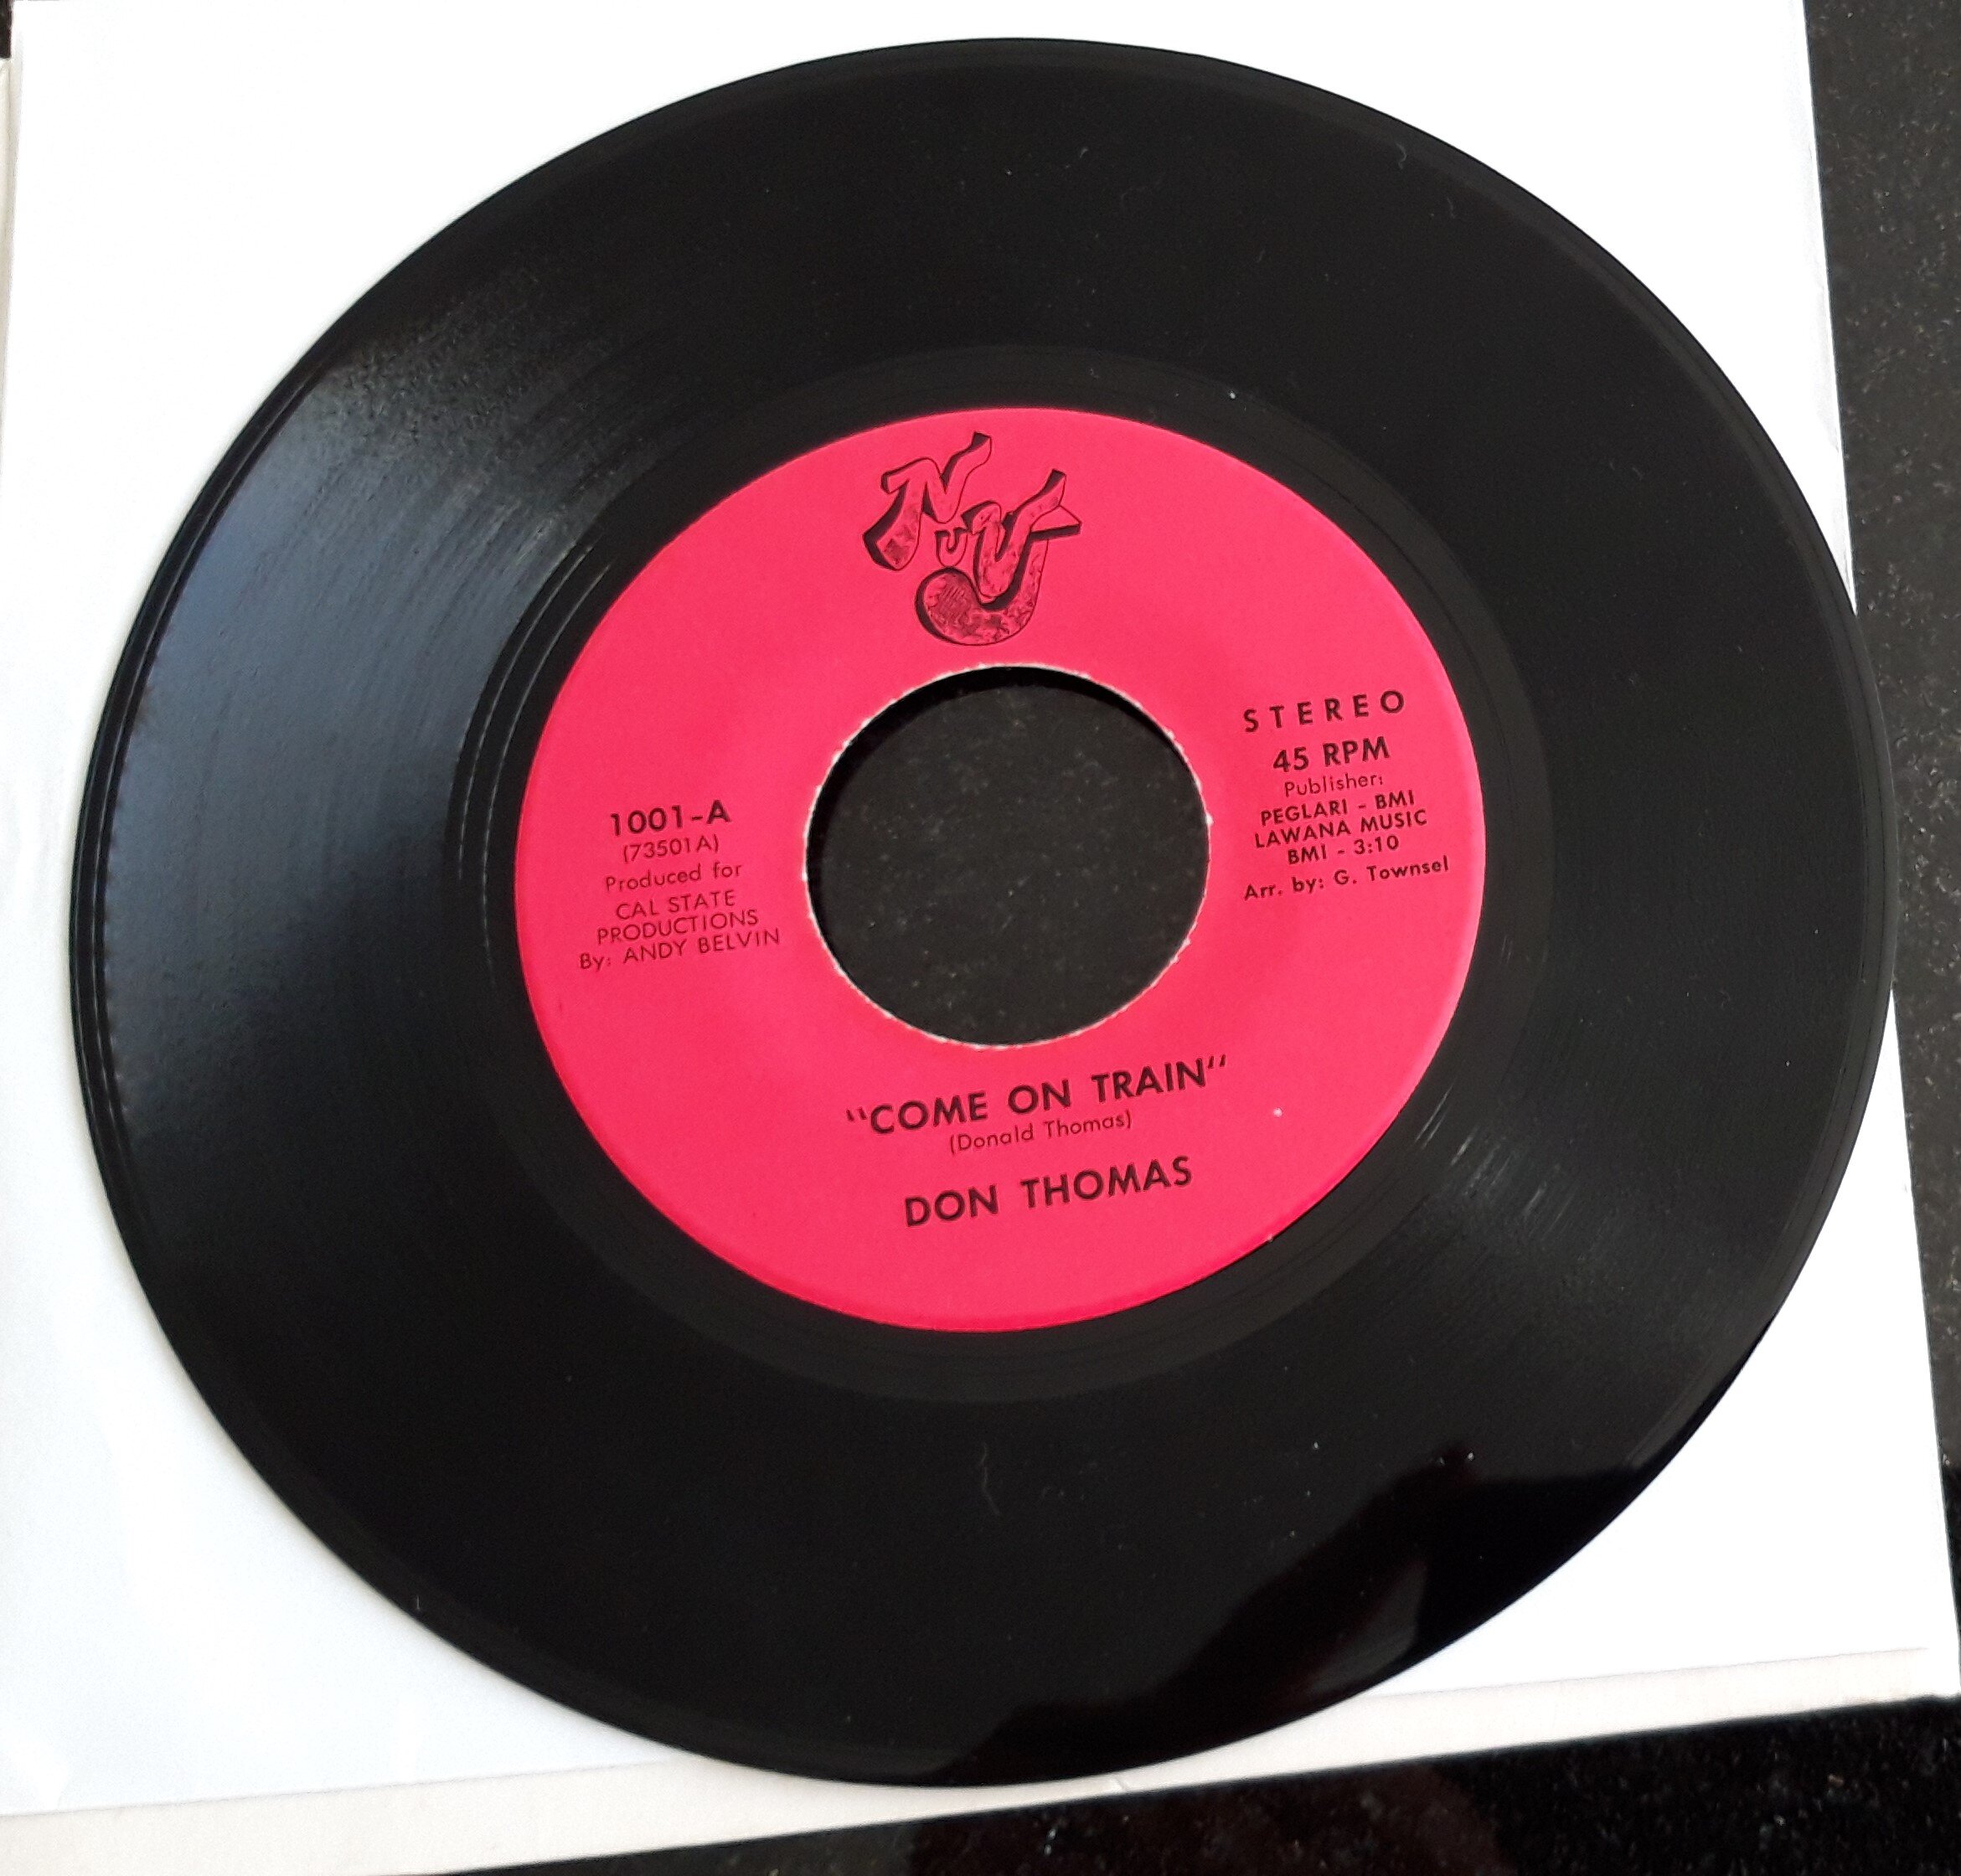 NuVJ
1001-A
(73501A)
Produced for
CAL STATE
PRODUCTIONS
By: ANDY BELVIN
STEREO
45 RPM
Publisher:
PEGLARI - BMI
LAWANA MUSIC
BMI - 3:10
Arr. by: G. Townsel
"COME ON TRAIN"
(Donald Thomas)
DON THOMAS